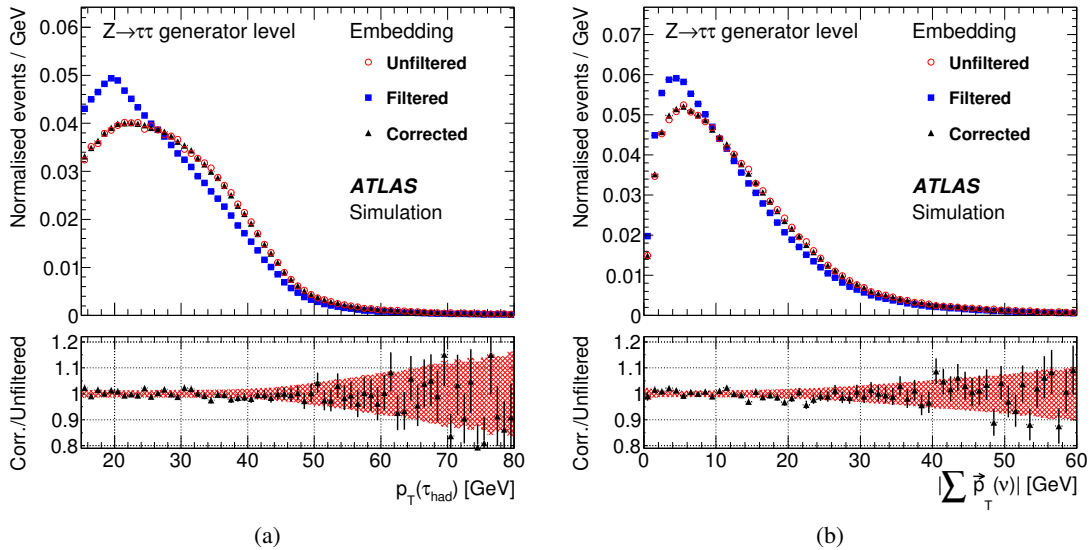 Normalised events / GeV
0.06
0.05
0.04
0.03
0.02
0.01
0
Z→ττ generator level
Embedding
Unfiltered
Filtered
Corrected
ATLAS
Simulation
Corr./Unfiltered
1.2
1.1
1
0.9
0.8
20 30 40 50 60 70 80
p_T(τ_had) [GeV]
(a)
Normalised events / GeV
0.07
0.06
0.05
0.04
0.03
0.02
0.01
0
Z→ττ generator level
Embedding
Unfiltered
Filtered
Corrected
ATLAS
Simulation
Corr./Unfiltered
1.2
1.1
1
0.9
0.8
0 10 20 30 40 50 60
|∑ p⃗_T(ν)| [GeV]
(b)